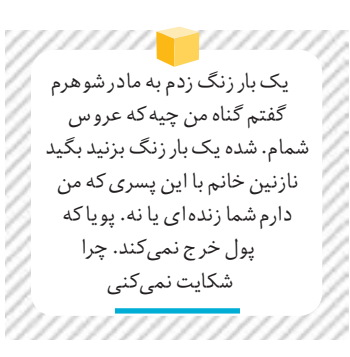 یک بار زنگ زدم به مادرشوهرم
گفتم گناه من چیه که عروس
شمام. شده یک بار زنگ بزنید بگید
نازنین خانم با این پسری که من
دارم شما زنده‌ای یا نه. پویا که
پول خرج نمی‌کند. چرا
شکایت نمی‌کنی